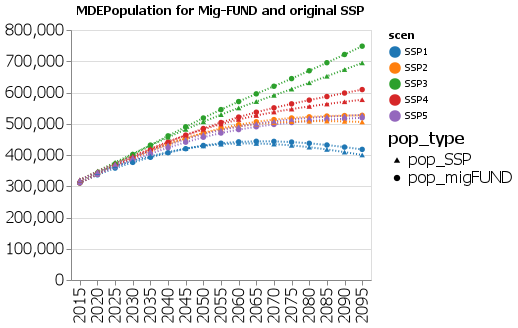 MDEPopulation for Mig-FUND and original SSP
800,000
700,000
600,000
500,000
400,000
300,000
200,000
100,000
0
2015
2020
2025
2030
2035
2040
2045
2050
2055
2060
2065
2070
2075
2080
2085
2090
2095
scen
SSP1
SSP2
SSP3
SSP4
SSP5
pop_type
pop_SSP
pop_migFUND